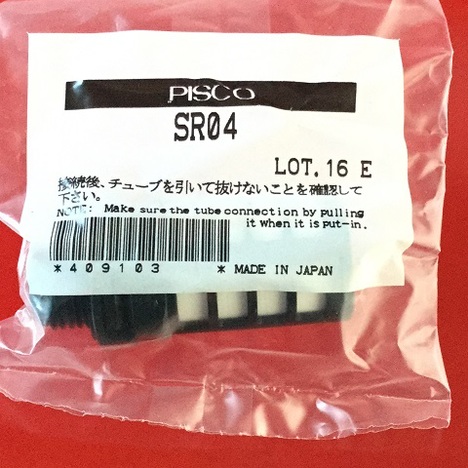 PISCO
SR04
LOT. 16 E
接続後、チューブを引いて抜けないことを確認して
下さい。
NOTE: Make sure the tube connection by pulling
it when it is put-in.
*409103 * MADE IN JAPAN